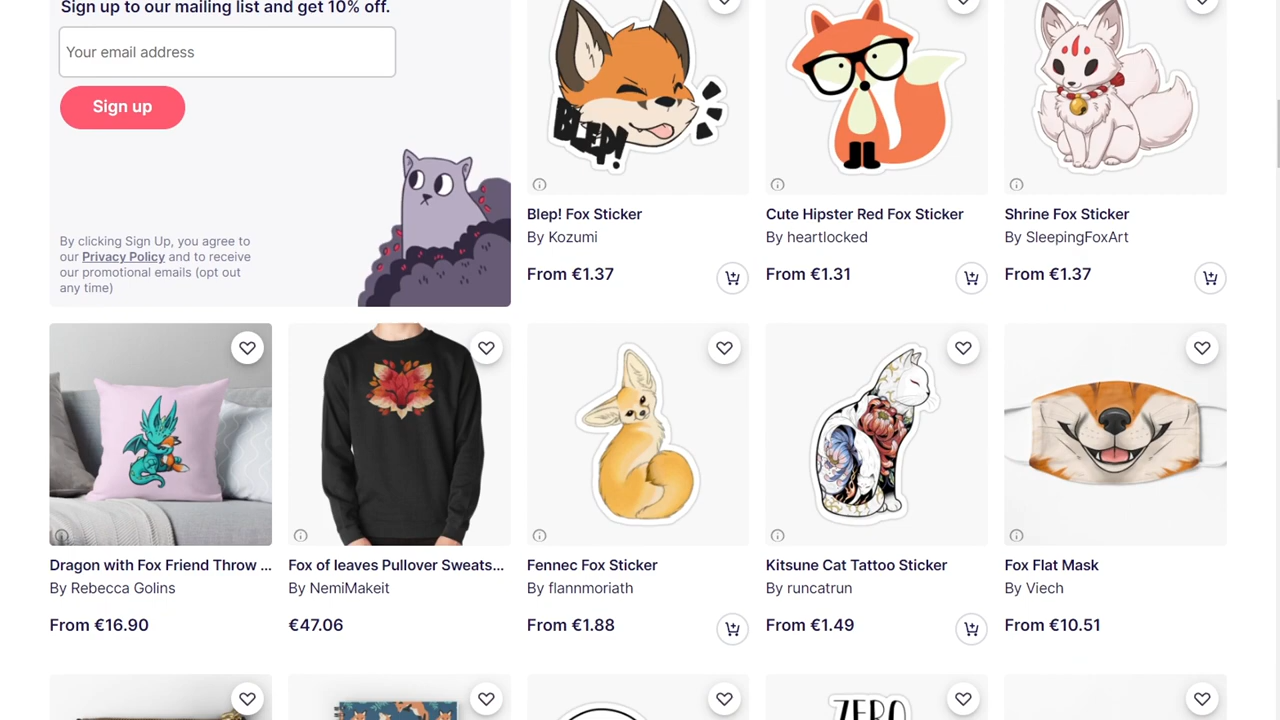 Sign up to our mailing list and get 10% off.
Your email address
Sign up
By clicking Sign Up, you agree to
our Privacy Policy and to receive
our promotional emails (opt out
any time)
BLEP!
Blep! Fox Sticker
By Kozumi
From €1.37
Cute Hipster Red Fox Sticker
By heartlocked
From €1.31
Shrine Fox Sticker
By SleepingFoxArt
From €1.37
Dragon with Fox Friend Throw ...
By Rebecca Golins
From €16.90
Fox of leaves Pullover Sweats...
By NemiMakeit
€47.06
Fennec Fox Sticker
By flannmoriath
From €1.88
Kitsune Cat Tattoo Sticker
By runcatrun
From €1.49
Fox Flat Mask
By Viech
From €10.51
ZERO